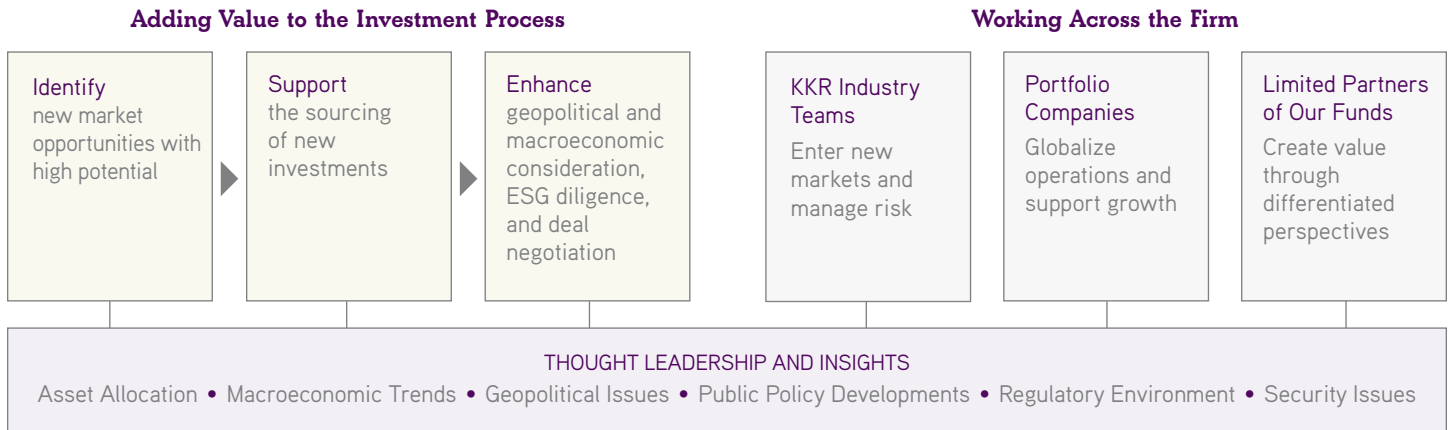 Adding Value to the Investment Process
Identify
new market
opportunities with
high potential
Support
the sourcing
of new
investments
Enhance
geopolitical and
macroeconomic
consideration,
ESG diligence,
and deal
negotiation
Working Across the Firm
KKR Industry
Teams
Enter new
markets and
manage risk
Portfolio
Companies
Globalize
operations and
support growth
Limited Partners
of Our Funds
Create value
through
differentiated
perspectives
THOUGHT LEADERSHIP AND INSIGHTS
Asset Allocation • Macroeconomic Trends • Geopolitical Issues • Public Policy Developments • Regulatory Environment • Security Issues